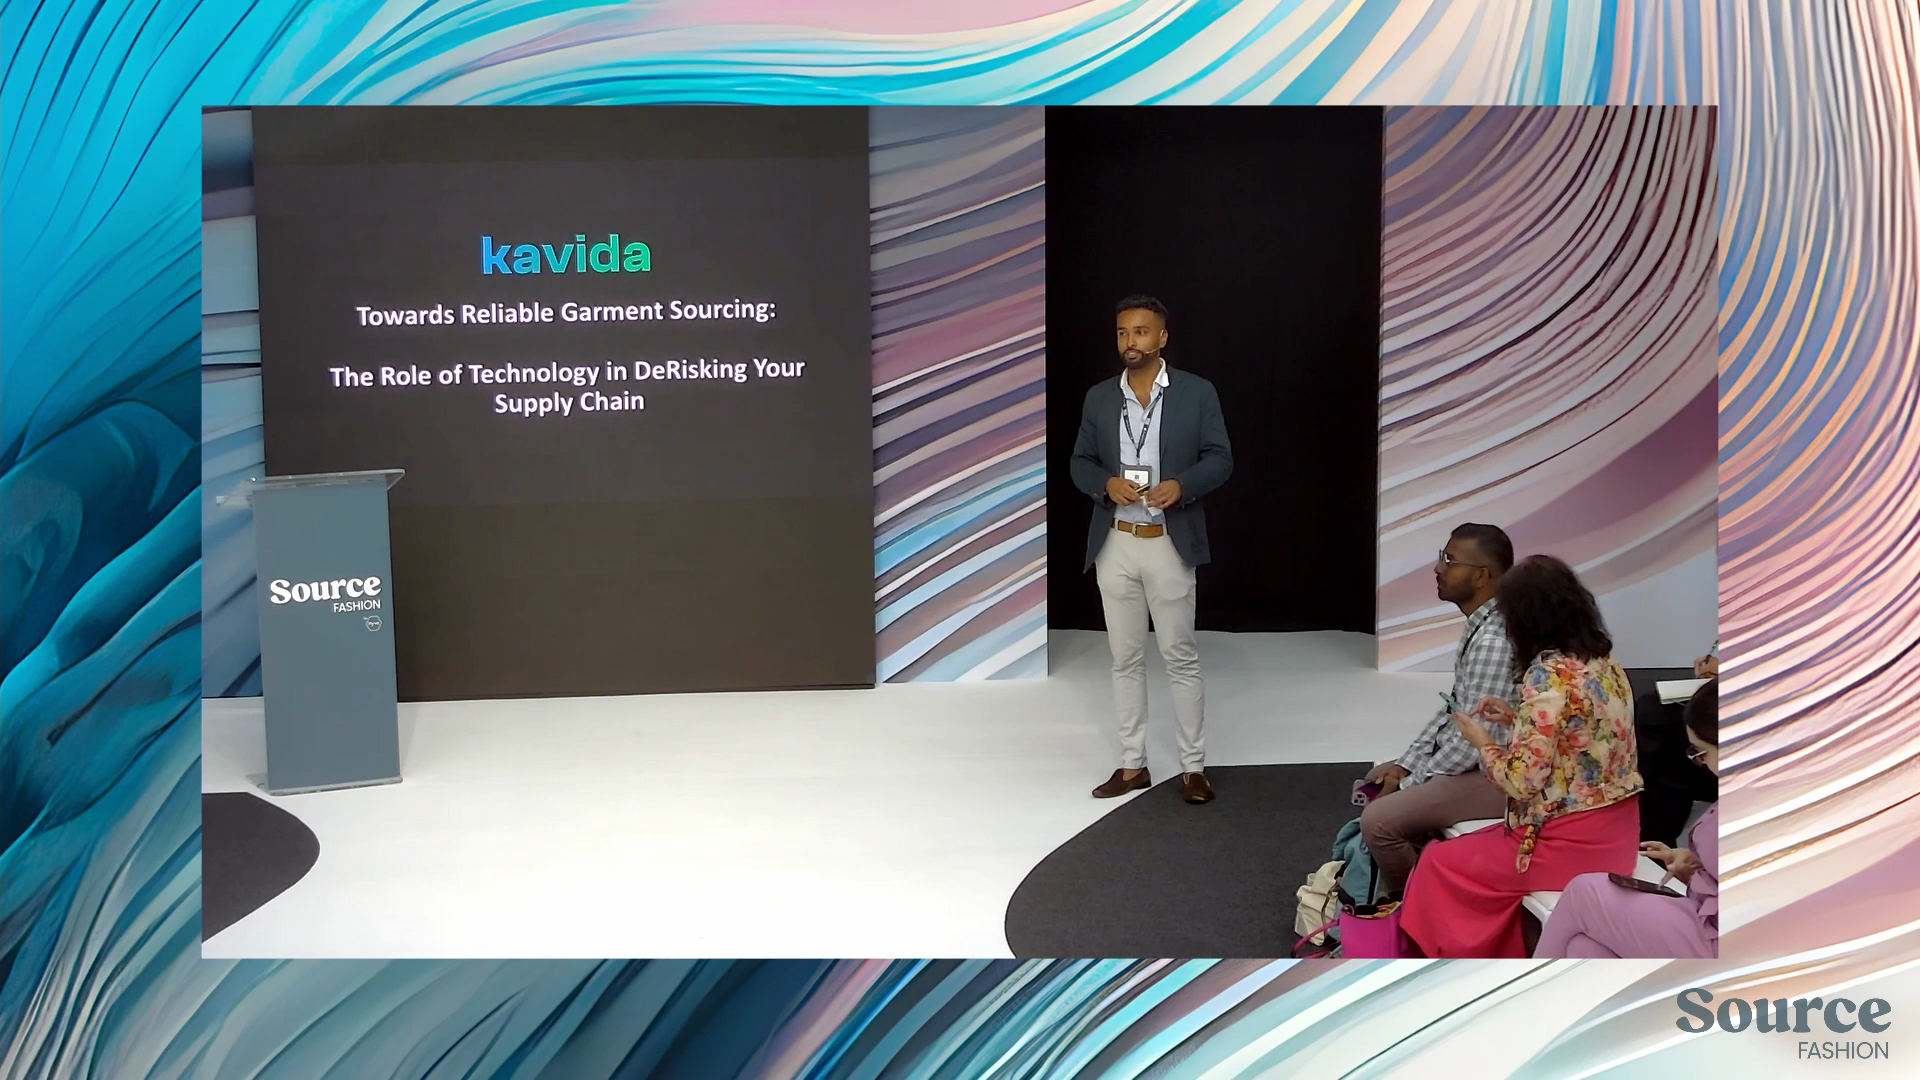 kavida
Towards Reliable Garment Sourcing:
The Role of Technology in DeRisking Your
Supply Chain
Source
FASHION
Source
FASHION